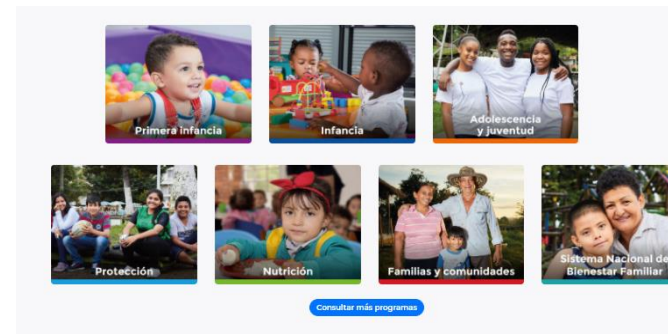 Primera infancia
Infancia
Adolescencia
y juventud
Protección
Nutrición
Familias y comunidades
Sistema Nacional de
Bienestar Familiar
Consultar más programas